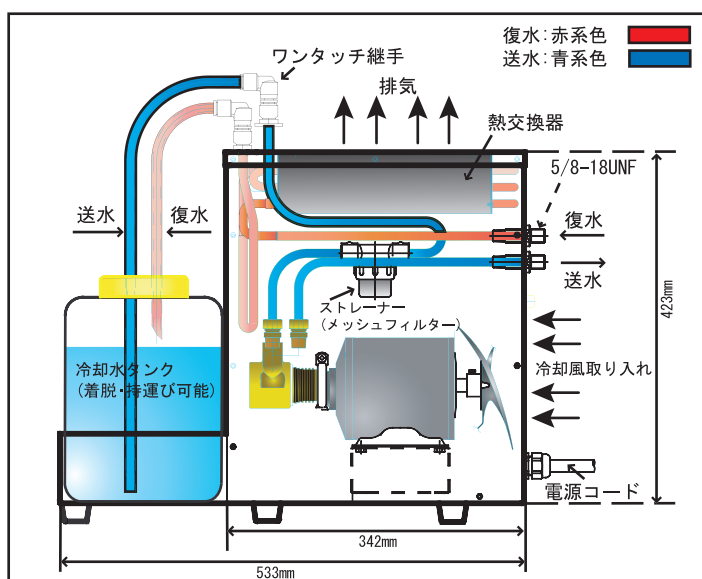 復水:赤系色
送水:青系色
ワンタッチ継手
排気
熱交換器
5/8-18UNF
送水
復水
復水
送水
ストレーナー
(メッシュフィルター)
冷却水タンク
(着脱・持運び可能)
冷却風取り入れ
423mm
電源コード
342mm
533mm